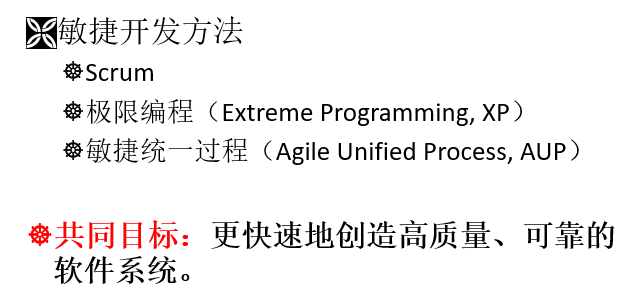 敏捷开发方法
Scrum
极限编程（Extreme Programming, XP）
敏捷统一过程（Agile Unified Process, AUP）
共同目标：更快速地创造高质量、可靠的
软件系统。